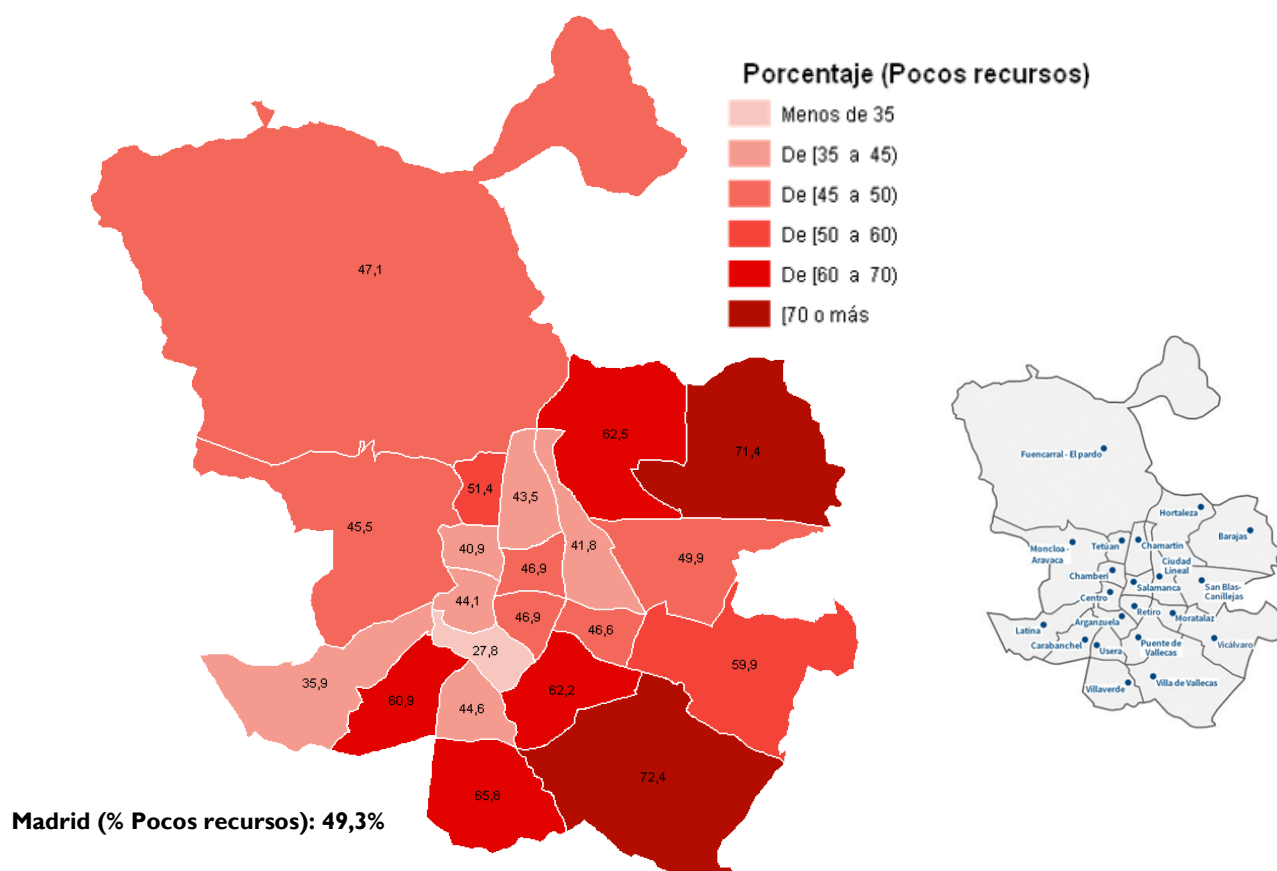 Porcentaje (Pocos recursos)
Menos de 35
De [35 a 45)
De [45 a 50)
De [50 a 60)
De [60 a 70)
[70 o más
47,1
62,5
71,4
51,4
43,5
45,5
40,9
41,8
49,9
46,9
44,1
46,9
46,6
27,8
59,9
35,9
60,9
44,6
62,2
72,4
65,8
Madrid (% Pocos recursos): 49,3%
Fuencarral - El pardo
Hortaleza
Barajas
Moncloa -
Aravaca
Tetúan
Chamartín
Ciudad
Lineal
Chamberí
Salamanca
San Blas-
Canillejas
Centro
Retiro
Arganzuela
Moratalaz
Latina
Carabanchel
Usera
Puente de
Vallecas
Vicálvaro
Villaverde
Villa de Vallecas